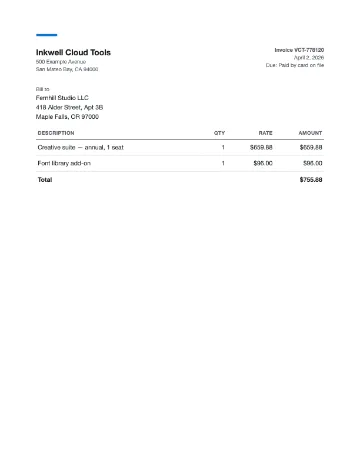 Inkwell Cloud Tools
500 Example Avenue
San Mateo Bay, CA 94000
Invoice VCT-778120
April 2, 2026
Due: Paid by card on file
Bill to
Fernhill Studio LLC
418 Alder Street, Apt 3B
Maple Falls, OR 97000
DESCRIPTION QTY RATE AMOUNT
Creative suite — annual, 1 seat 1 $659.88 $659.88
Font library add-on 1 $96.00 $96.00
Total $755.88